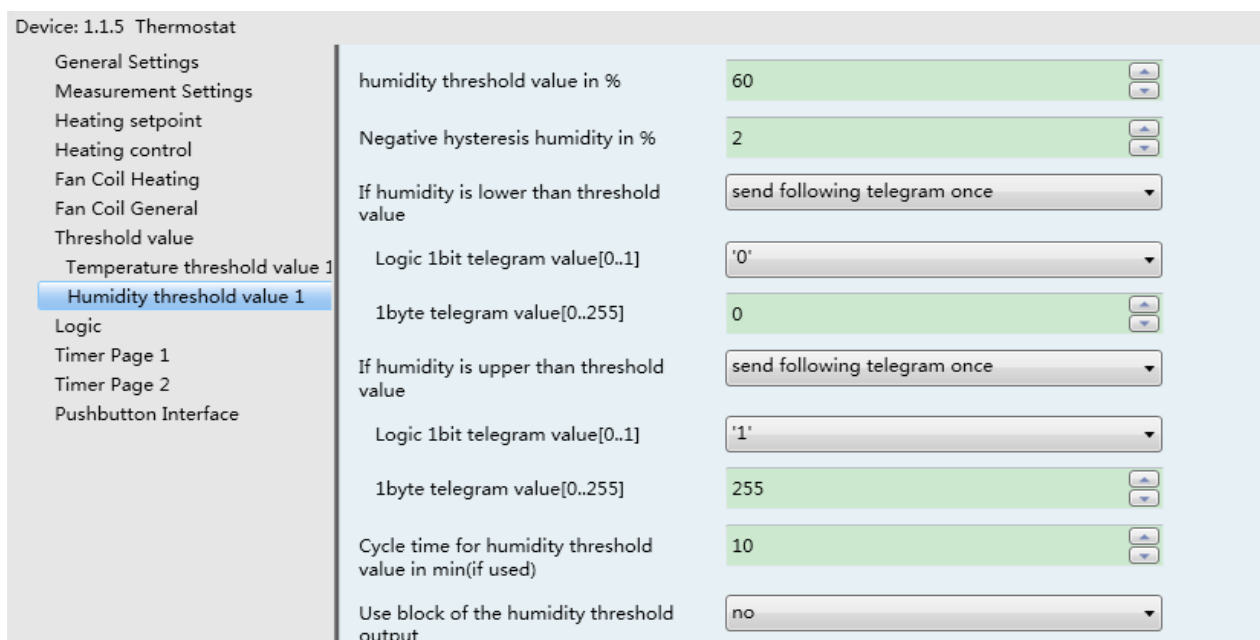 Device: 1.1.5 Thermostat
General Settings
Measurement Settings
Heating setpoint
Heating control
Fan Coil Heating
Fan Coil General
Threshold value
Temperature threshold value 1
Humidity threshold value 1
Logic
Timer Page 1
Timer Page 2
Pushbutton Interface
humidity threshold value in %
60
Negative hysteresis humidity in %
2
If humidity is lower than threshold
value
send following telegram once
Logic 1bit telegram value[0..1]
'0'
1byte telegram value[0..255]
0
If humidity is upper than threshold
value
send following telegram once
Logic 1bit telegram value[0..1]
'1'
1byte telegram value[0..255]
255
Cycle time for humidity threshold
value in min(if used)
10
Use block of the humidity threshold
output
no